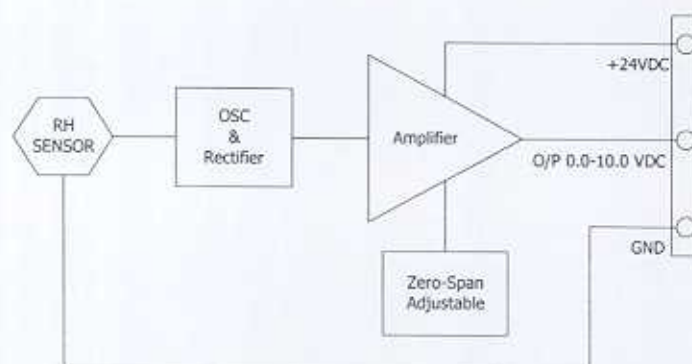 RH
SENSOR
OSC
&
Rectifier
Amplifier
+24VDC
O/P 0.0-10.0 VDC
GND
Zero-Span
Adjustable